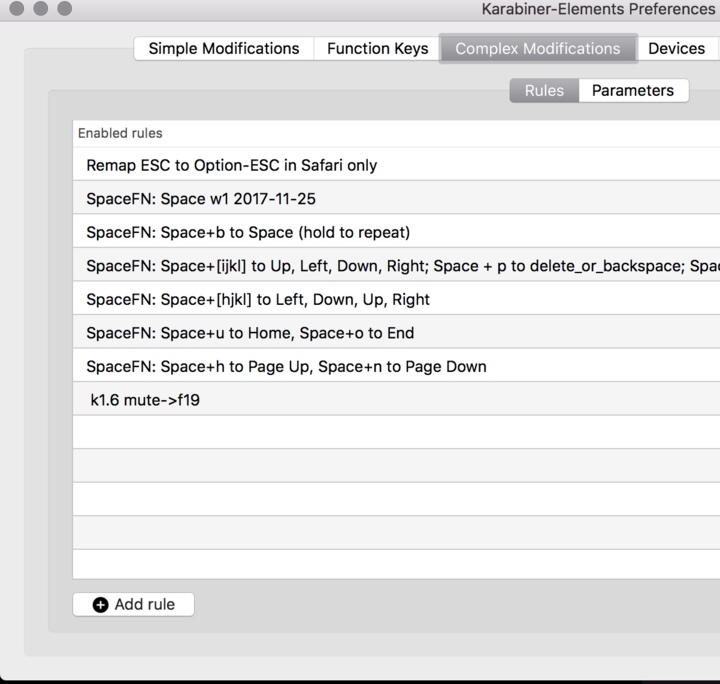 Karabiner-Elements Preferences
Simple Modifications Function Keys Complex Modifications Devices
Rules Parameters
Enabled rules
Remap ESC to Option-ESC in Safari only
SpaceFN: Space w1 2017-11-25
SpaceFN: Space+b to Space (hold to repeat)
SpaceFN: Space+[ijkl] to Up, Left, Down, Right; Space + p to delete_or_backspace; Spac
SpaceFN: Space+[hjkl] to Left, Down, Up, Right
SpaceFN: Space+u to Home, Space+o to End
SpaceFN: Space+h to Page Up, Space+n to Page Down
k1.6 mute->f19
Add rule